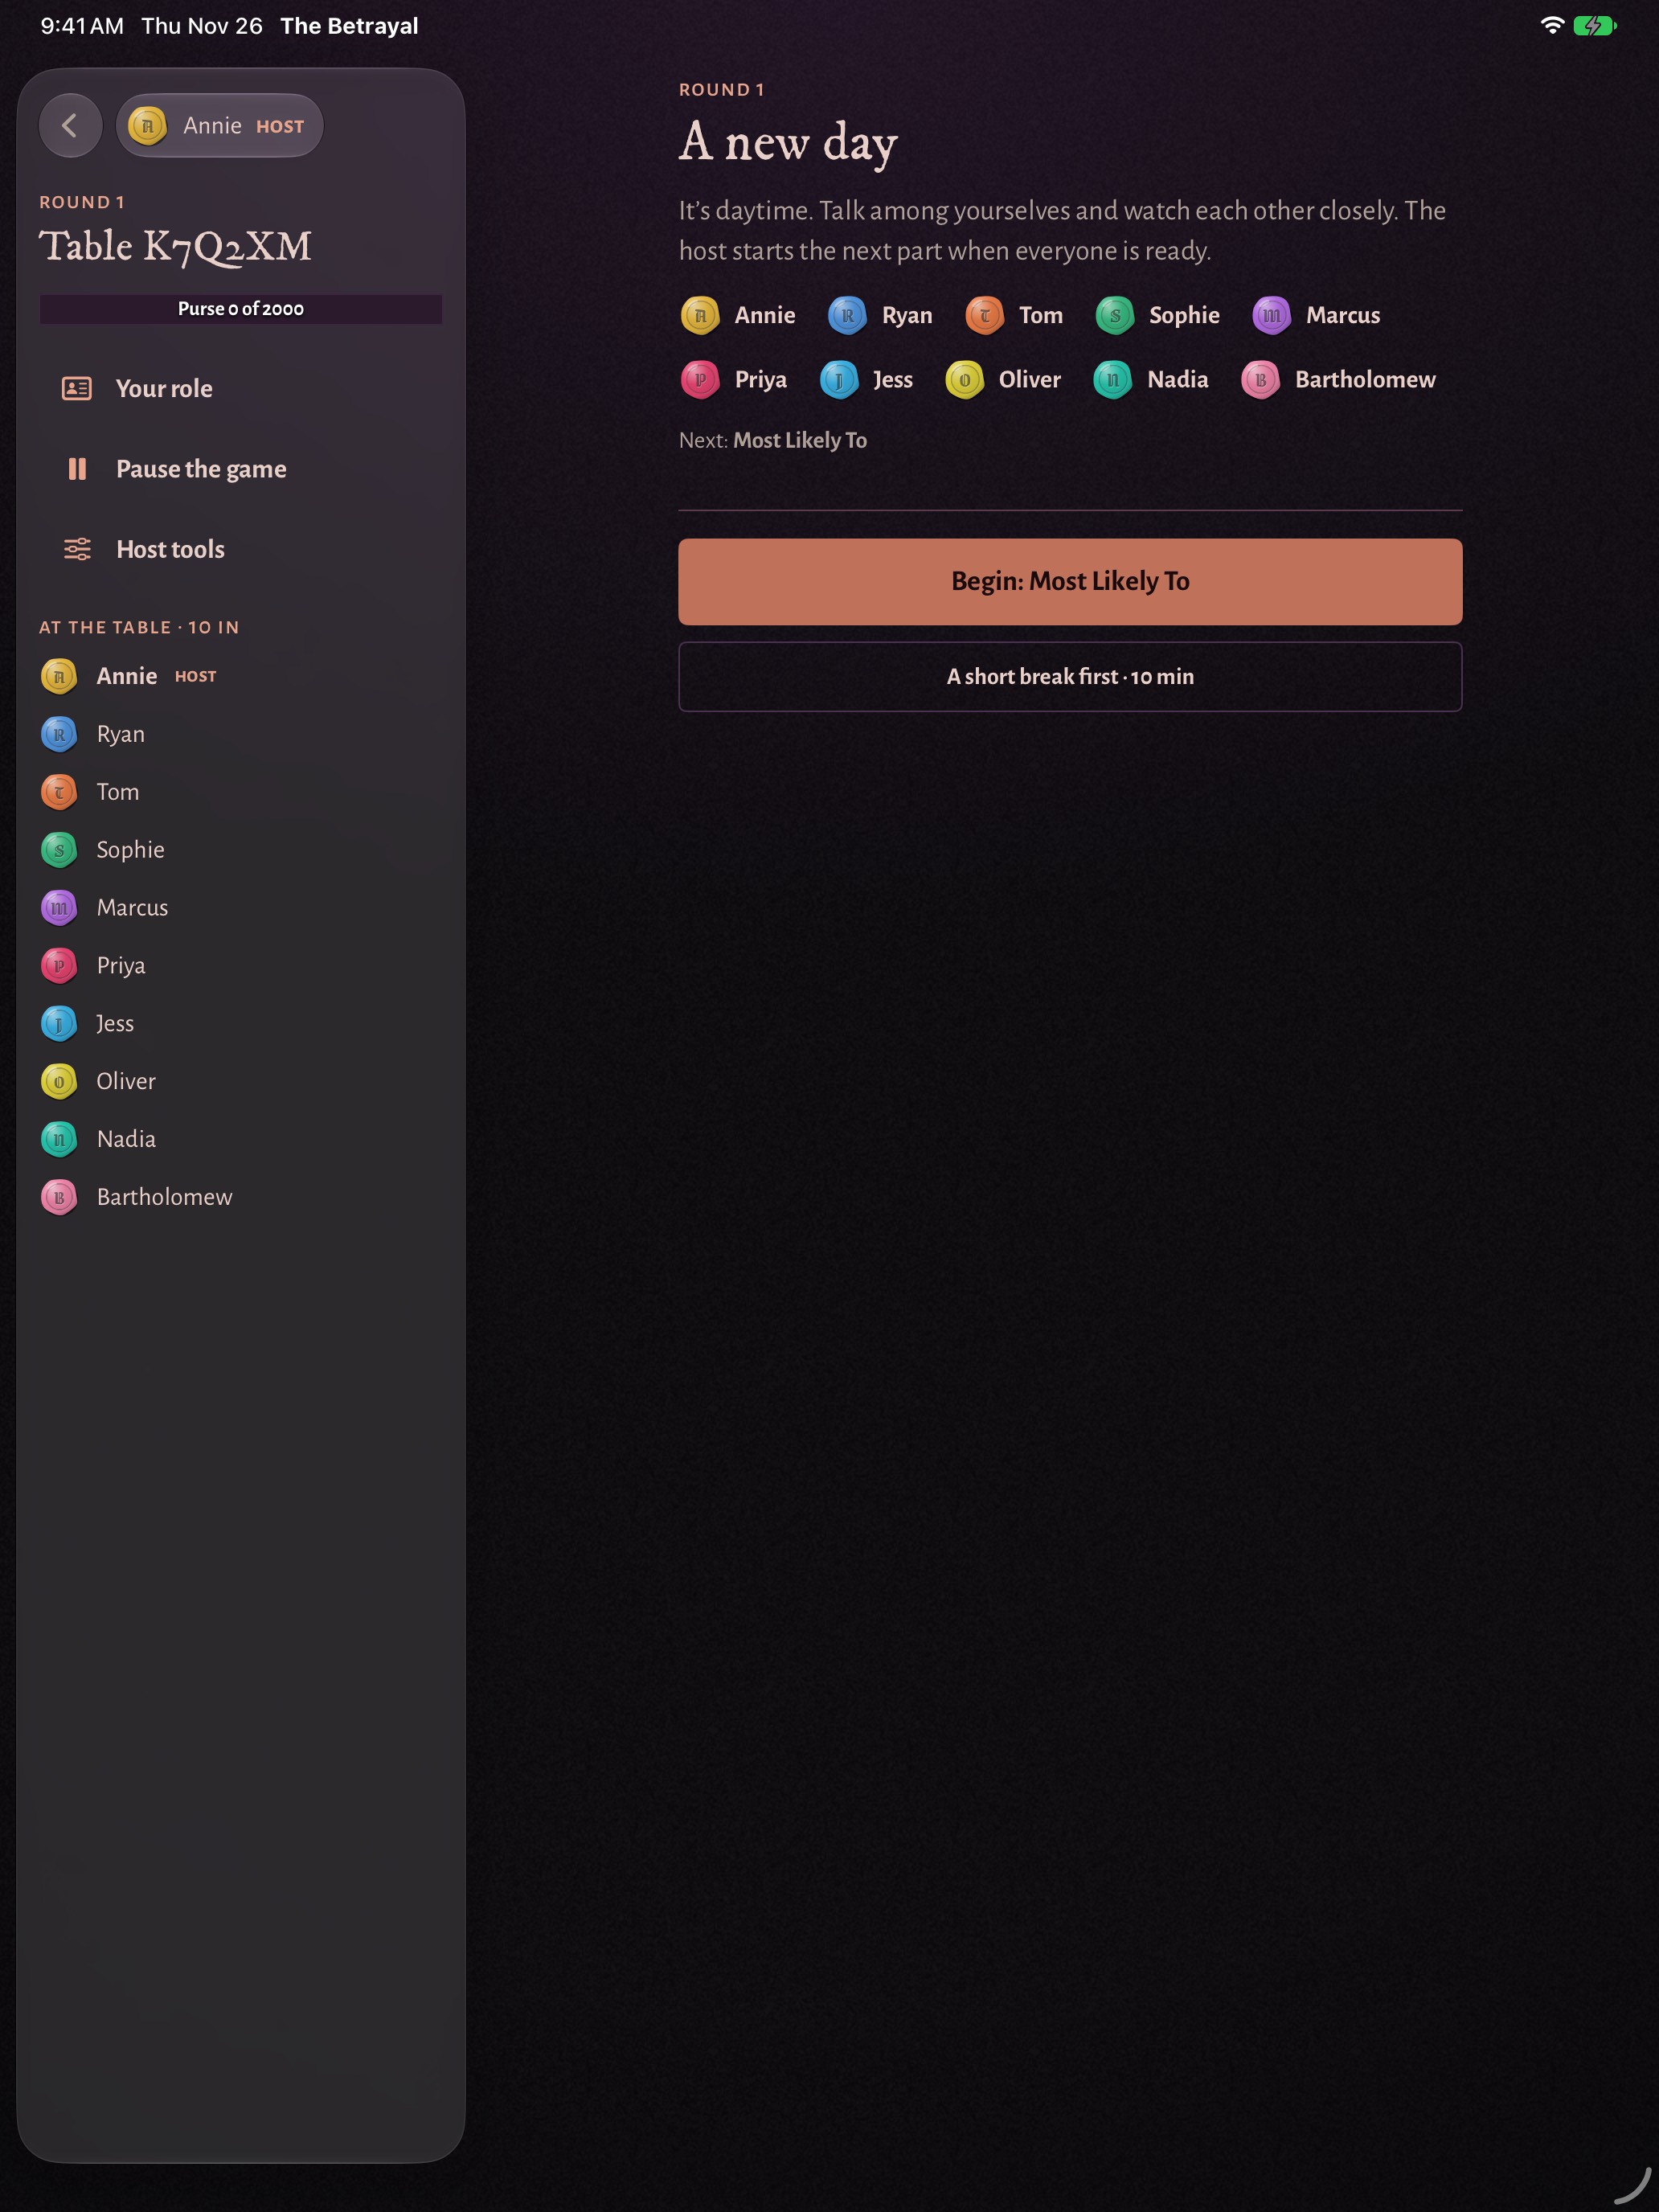 9:41 AM Thu Nov 26 The Betrayal
A Annie HOST
ROUND 1
Table K7Q2XM
Purse 0 of 2000
Your role
Pause the game
Host tools
AT THE TABLE · 10 IN
A Annie HOST
R Ryan
T Tom
S Sophie
M Marcus
P Priya
J Jess
O Oliver
N Nadia
B Bartholomew
ROUND 1
A new day
It’s daytime. Talk among yourselves and watch each other closely. The
host starts the next part when everyone is ready.
A Annie R Ryan T Tom S Sophie M Marcus
P Priya J Jess O Oliver N Nadia B Bartholomew
Next: Most Likely To
Begin: Most Likely To
A short break first · 10 min